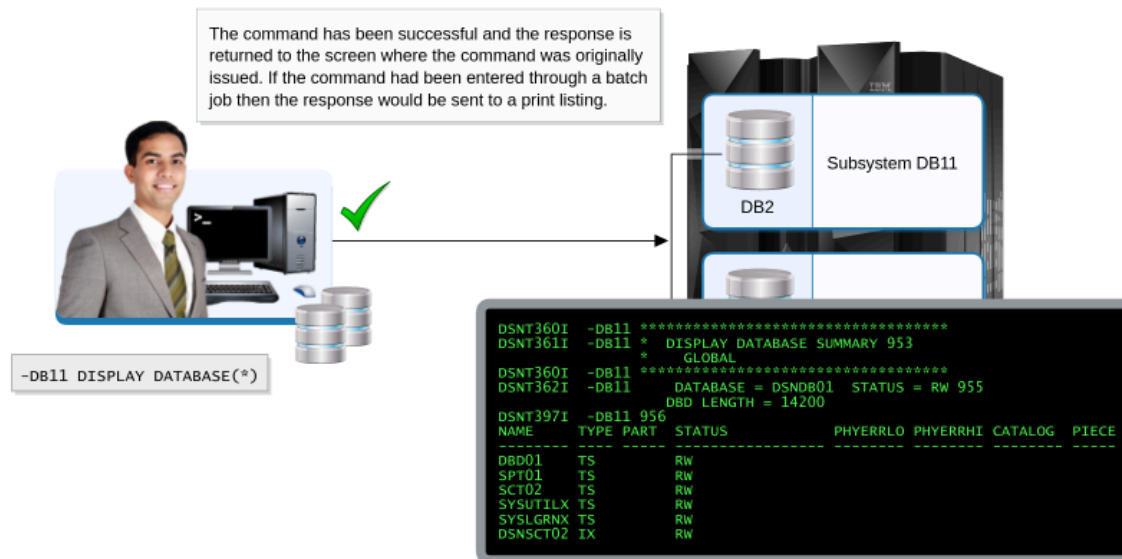 The command has been successful and the response is
returned to the screen where the command was originally
issued. If the command had been entered through a batch
job then the response would be sent to a print listing.
IBM
Subsystem DB11
DB2
>_
-DB11 DISPLAY DATABASE(*)
DSNT360I -DB11 ***********************************
DSNT361I -DB11 * DISPLAY DATABASE SUMMARY 953
* GLOBAL
DSNT360I -DB11 ***********************************
DSNT362I -DB11 DATABASE = DSNDB01 STATUS = RW 955
DBD LENGTH = 14200
DSNT397I -DB11 956
NAME TYPE PART STATUS PHYERRLO PHYERRHI CATALOG PIECE
-------- ---- ----- ----------------- -------- -------- -------- -----
DBD01 TS RW
SPT01 TS RW
SCT02 TS RW
SYSUTILX TS RW
SYSLGRNX TS RW
DSNSCT02 IX RW